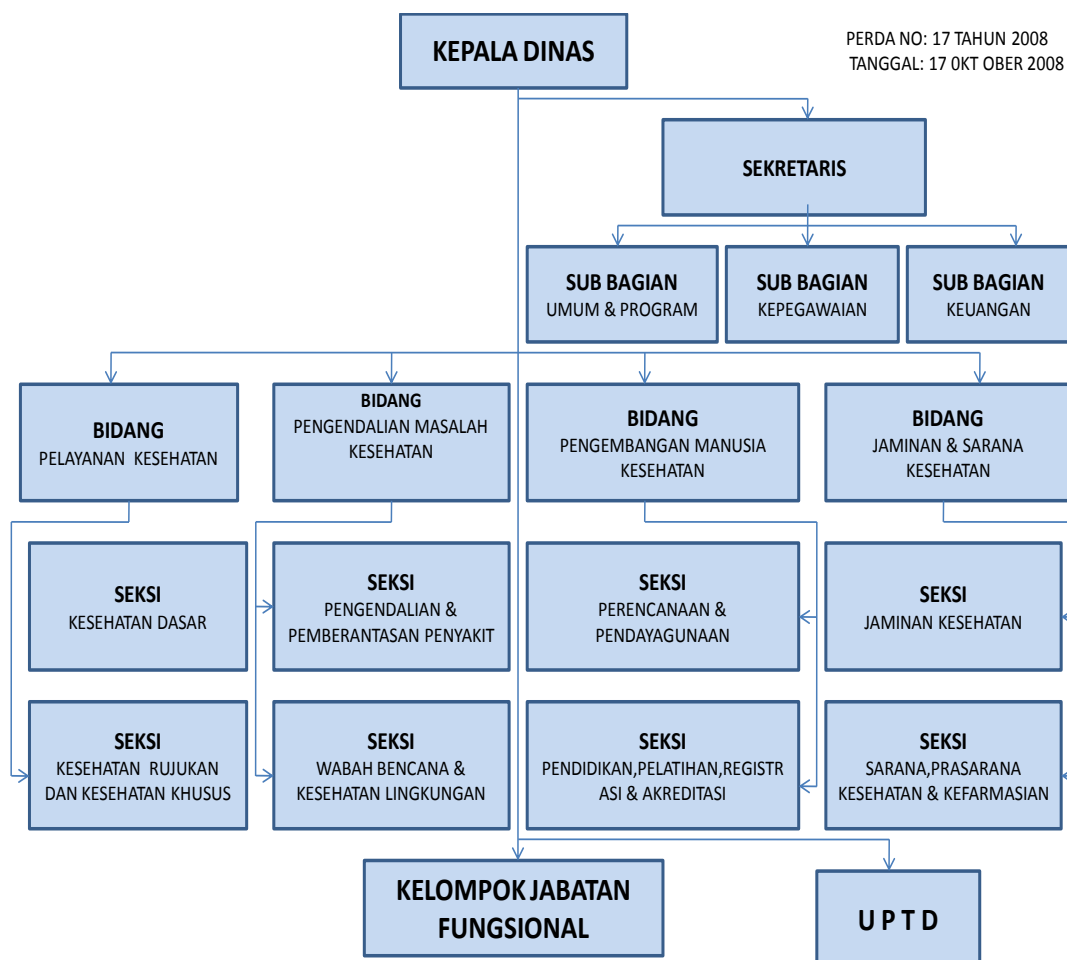 KEPALA DINAS
PERDA NO: 17 TAHUN 2008
TANGGAL: 17 0KT OBER 2008
SEKRETARIS
SUB BAGIAN
UMUM & PROGRAM
SUB BAGIAN
KEPEGAWAIAN
SUB BAGIAN
KEUANGAN
BIDANG
PELAYANAN KESEHATAN
BIDANG
PENGENDALIAN MASALAH
KESEHATAN
BIDANG
PENGEMBANGAN MANUSIA
KESEHATAN
BIDANG
JAMINAN & SARANA
KESEHATAN
SEKSI
KESEHATAN DASAR
SEKSI
PENGENDALIAN &
PEMBERANTASAN PENYAKIT
SEKSI
PERENCANAAN &
PENDAYAGUNAAN
SEKSI
JAMINAN KESEHATAN
SEKSI
KESEHATAN RUJUKAN
DAN KESEHATAN KHUSUS
SEKSI
WABAH BENCANA &
KESEHATAN LINGKUNGAN
SEKSI
PENDIDIKAN,PELATIHAN,REGISTR
ASI & AKREDITASI
SEKSI
SARANA,PRASARANA
KESEHATAN & KEFARMASIAN
KELOMPOK JABATAN
FUNGSIONAL
U P T D